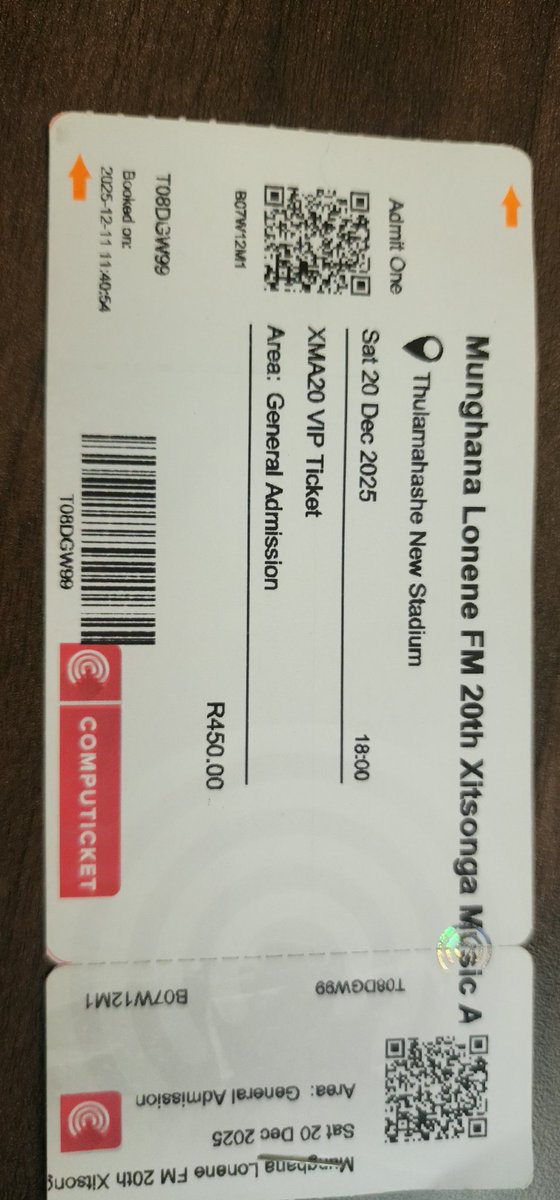 Munghana Lonene FM 20th Xitsonga Music A
Thulamahashe New Stadium
Admit One
Sat 20 Dec 2025 18:00
XMA20 VIP Ticket
Area: General Admission
B07W12M1
R450.00
T08DGW99
Booked on:
2025-12-11 11:40:54
T08DGW99
COMPUTICKET
T08DGW99
B07W12M1
Munghana Lonene FM 20th Xitsong
Sat 20 Dec 2025
Area: General Admission